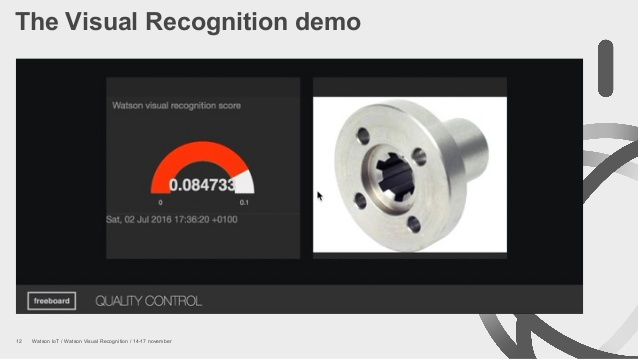 The Visual Recognition demo
Watson visual recognition score
0.084733
0 0.1
Sat, 02 Jul 2016 17:36:20 +0100
freeboard QUALITY CONTROL
12 Watson IoT / Watson Visual Recognition / 14-17 november